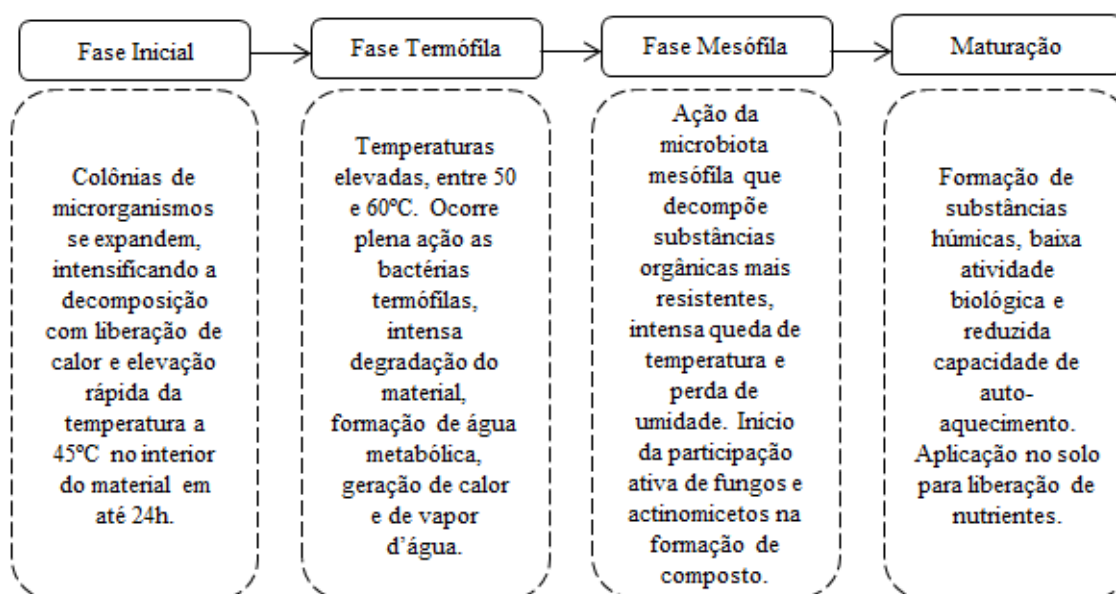 Fase Inicial
Fase Termófila
Fase Mesófila
Maturação
Colônias de
microrganismos
se expandem,
intensificando a
decomposição
com liberação de
calor e elevação
rápida da
temperatura a
45ºC no interior
do material em
até 24h.
Temperaturas
elevadas, entre 50
e 60ºC. Ocorre
plena ação as
bactérias
termófilas,
intensa
degradação do
material,
formação de água
metabólica,
geração de calor
e de vapor
d’água.
Ação da
microbiota
mesófila que
decompõe
substâncias
orgânicas mais
resistentes,
intensa queda de
temperatura e
perda de
umidade. Início
da participação
ativa de fungos e
actinomicetos na
formação de
composto.
Formação de
substâncias
húmicas, baixa
atividade
biológica e
reduzida
capacidade de
auto-
aquecimento.
Aplicação no solo
para liberação de
nutrientes.